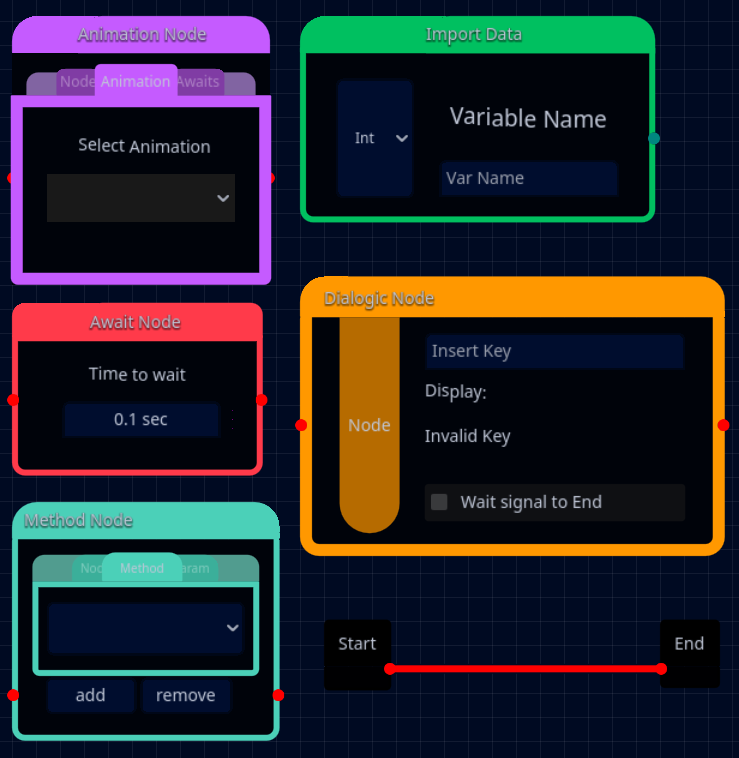 Animation Node
Node Animation Awaits
Select Animation
Import Data
Int
Variable Name
Var Name
Await Node
Time to wait
0.1 sec
Dialogic Node
Node
Insert Key
Display:
Invalid Key
Wait signal to End
Method Node
Nod Method aram
add remove
Start
End